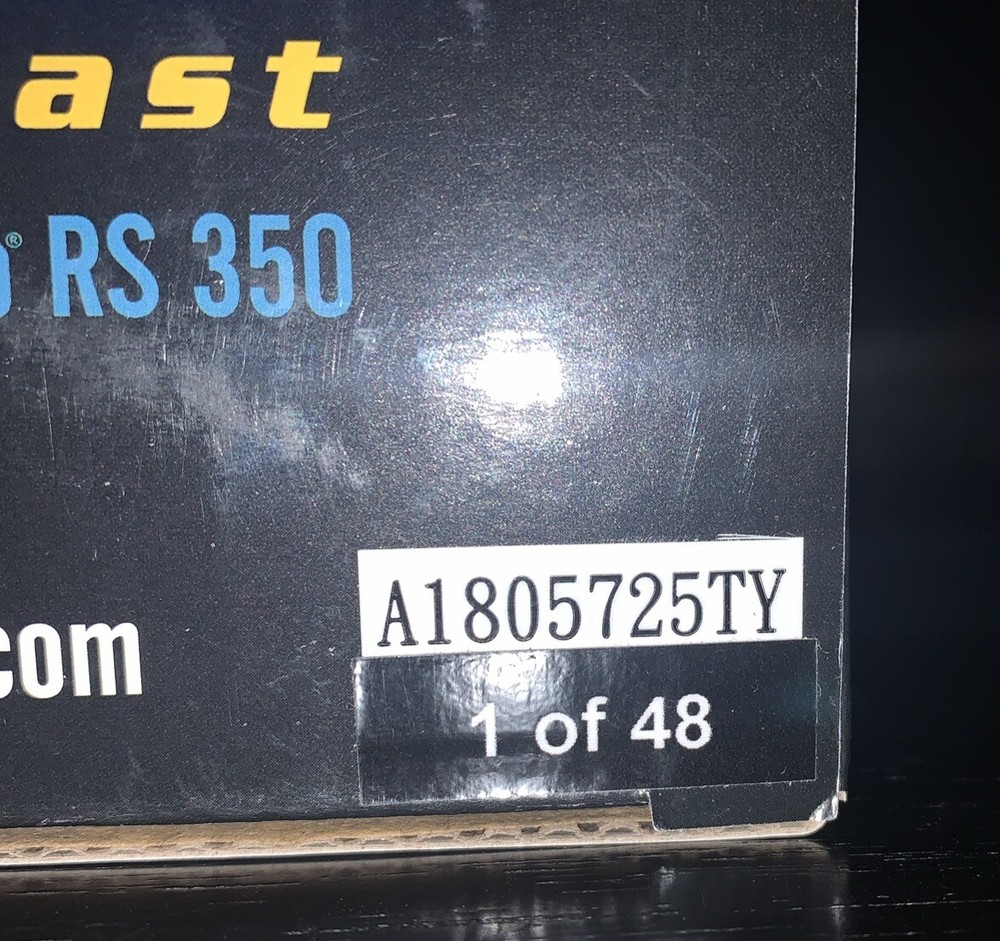 ast
® RS 350
A1805725TY
com
1 of 48